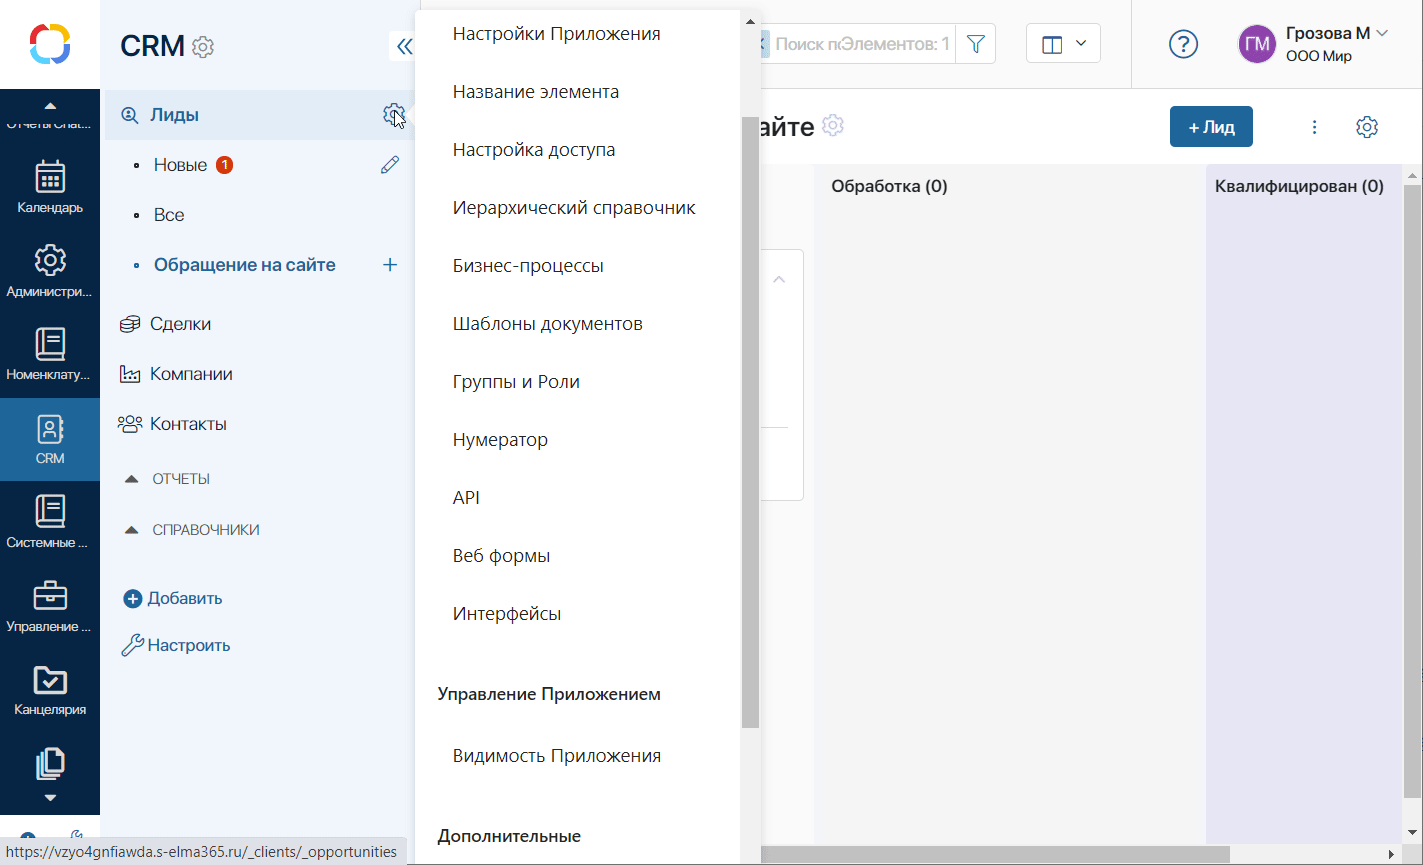 CRM
Лиды
Новые 1
Все
Обращение на сайте
Сделки
Компании
Контакты
ОТЧЕТЫ
СПРАВОЧНИКИ
Добавить
Настроить
Календарь
Администри...
Номенклату...
CRM
Системные ...
Управление ...
Канцелярия
https://vzyo4gnfiawda.s-elma365.ru/_clients/_opportunities
Настройки Приложения
Название элемента
Настройка доступа
Иерархический справочник
Бизнес-процессы
Шаблоны документов
Группы и Роли
Нумератор
API
Веб формы
Интерфейсы
Управление Приложением
Видимость Приложения
Дополнительные
Элементов: 1
Поиск
?
ГМ
Грозова М
ООО Мир
айте
+ Лид
Обработка (0)
Квалифицирован (0)